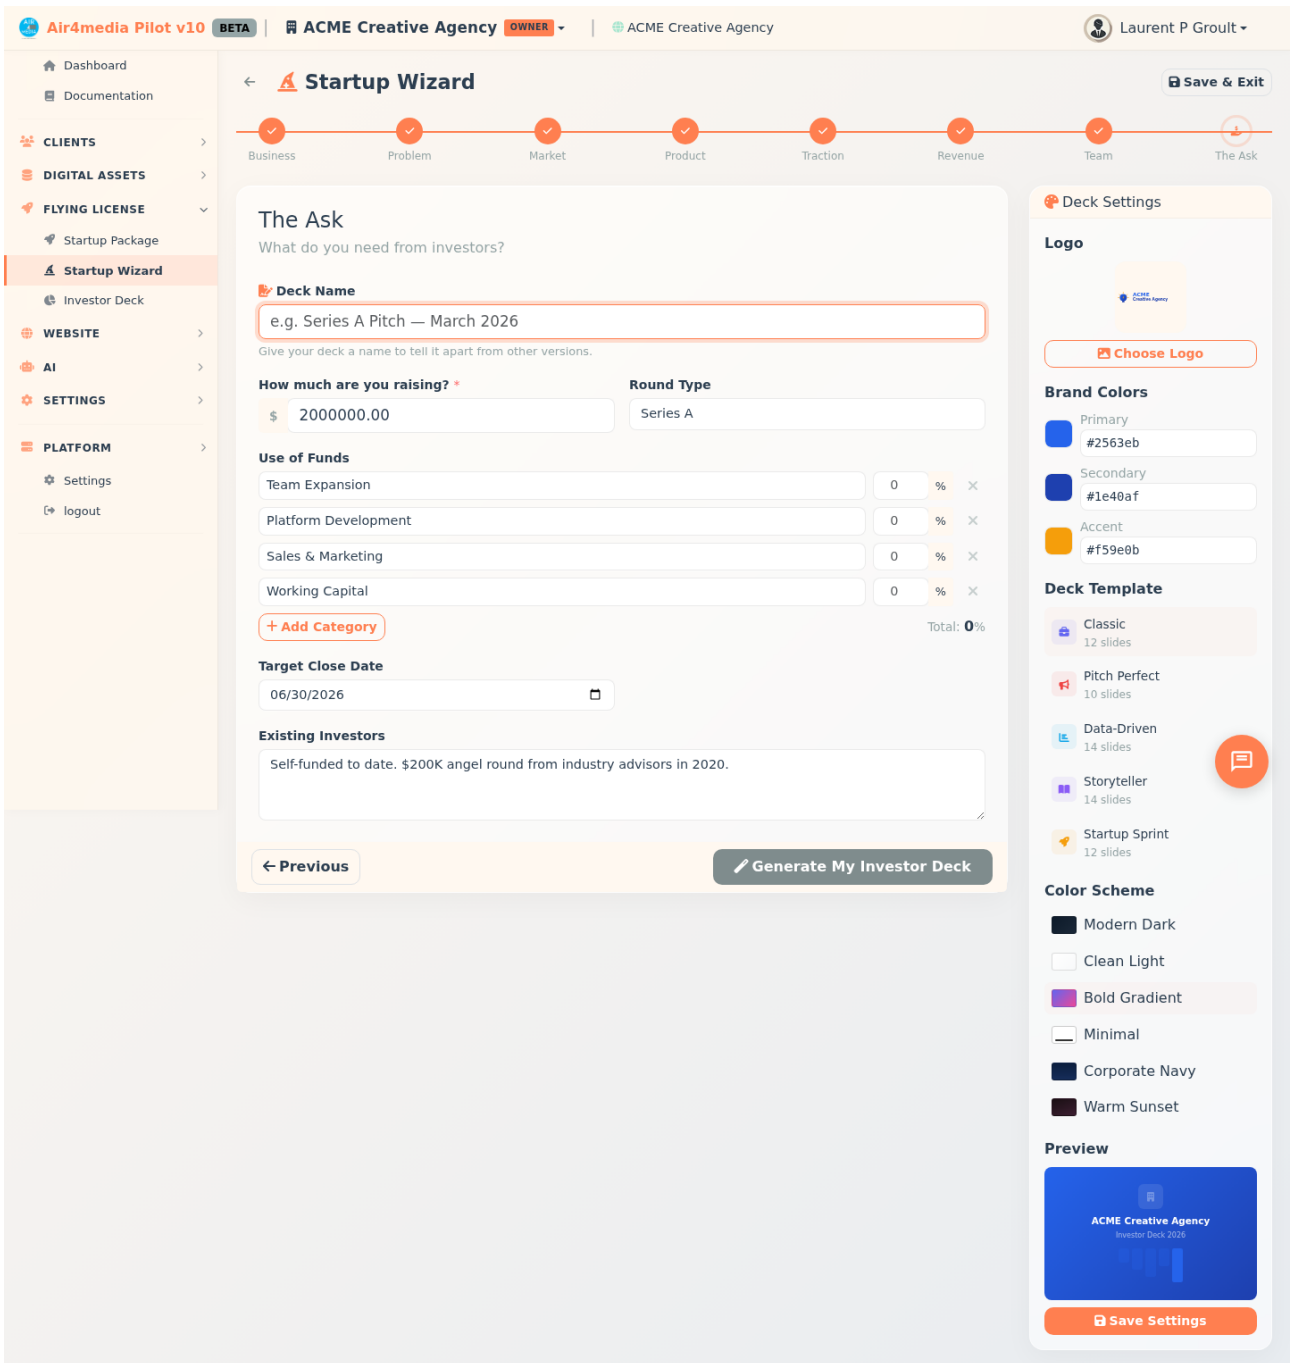 Air4media Pilot v10 BETA ACME Creative Agency OWNER ACME Creative Agency Laurent P Groult
Dashboard
Documentation
CLIENTS
DIGITAL ASSETS
FLYING LICENSE
Startup Package
Startup Wizard
Investor Deck
WEBSITE
AI
SETTINGS
PLATFORM
Settings
logout
Startup Wizard
Save & Exit
Business Problem Market Product Traction Revenue Team The Ask
The Ask
What do you need from investors?
Deck Name
e.g. Series A Pitch — March 2026
Give your deck a name to tell it apart from other versions.
How much are you raising? * Round Type
$ 2000000.00 Series A
Use of Funds
Team Expansion 0 %
Platform Development 0 %
Sales & Marketing 0 %
Working Capital 0 %
+ Add Category Total: 0%
Target Close Date
06/30/2026
Existing Investors
Self-funded to date. $200K angel round from industry advisors in 2020.
Previous Generate My Investor Deck
Deck Settings
Logo
ACME
Creative Agency
Choose Logo
Brand Colors
Primary
#2563eb
Secondary
#1e40af
Accent
#f59e0b
Deck Template
Classic
12 slides
Pitch Perfect
10 slides
Data-Driven
14 slides
Storyteller
14 slides
Startup Sprint
12 slides
Color Scheme
Modern Dark
Clean Light
Bold Gradient
Minimal
Corporate Navy
Warm Sunset
Preview
ACME Creative Agency
Investor Deck 2026
Save Settings